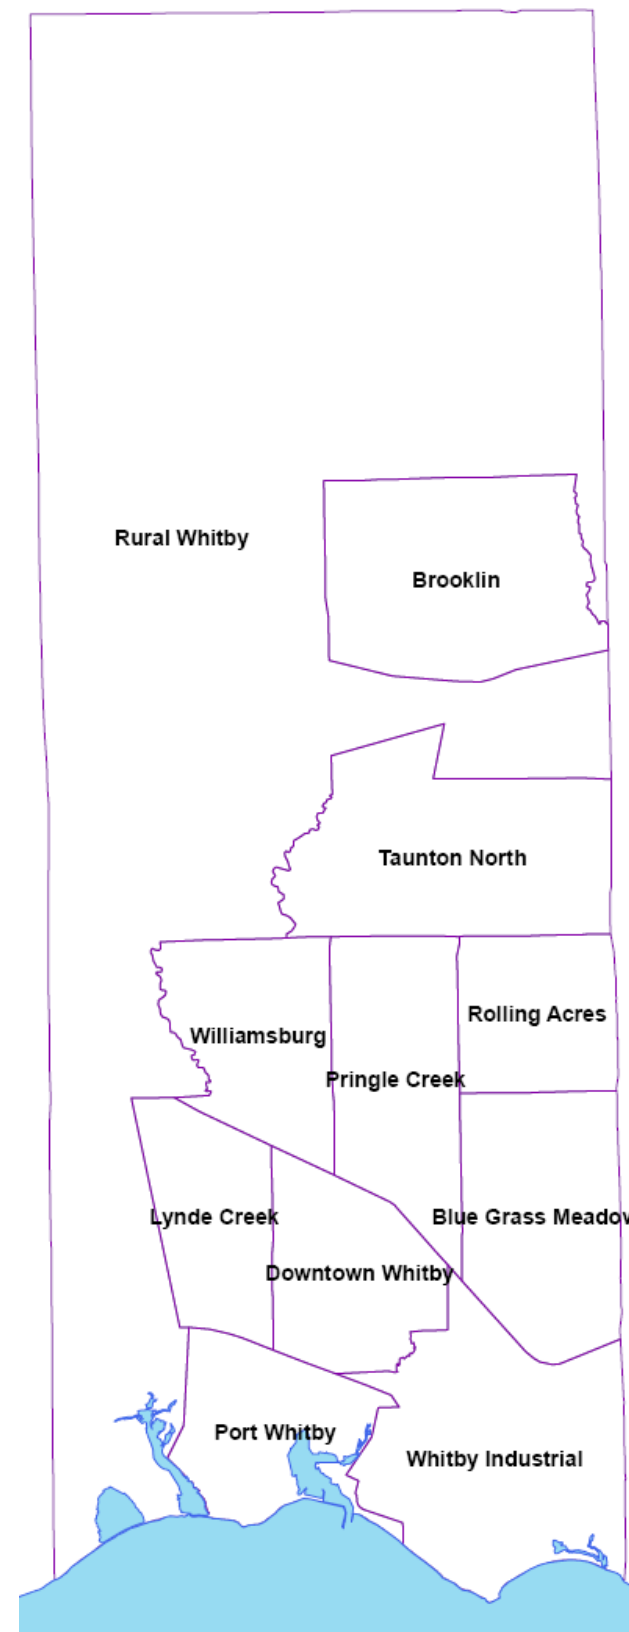 Rural Whitby
Brooklin
Taunton North
Rolling Acres
Williamsburg
Pringle Creek
Lynde Creek
Blue Grass Meadow
Downtown Whitby
Port Whitby
Whitby Industrial